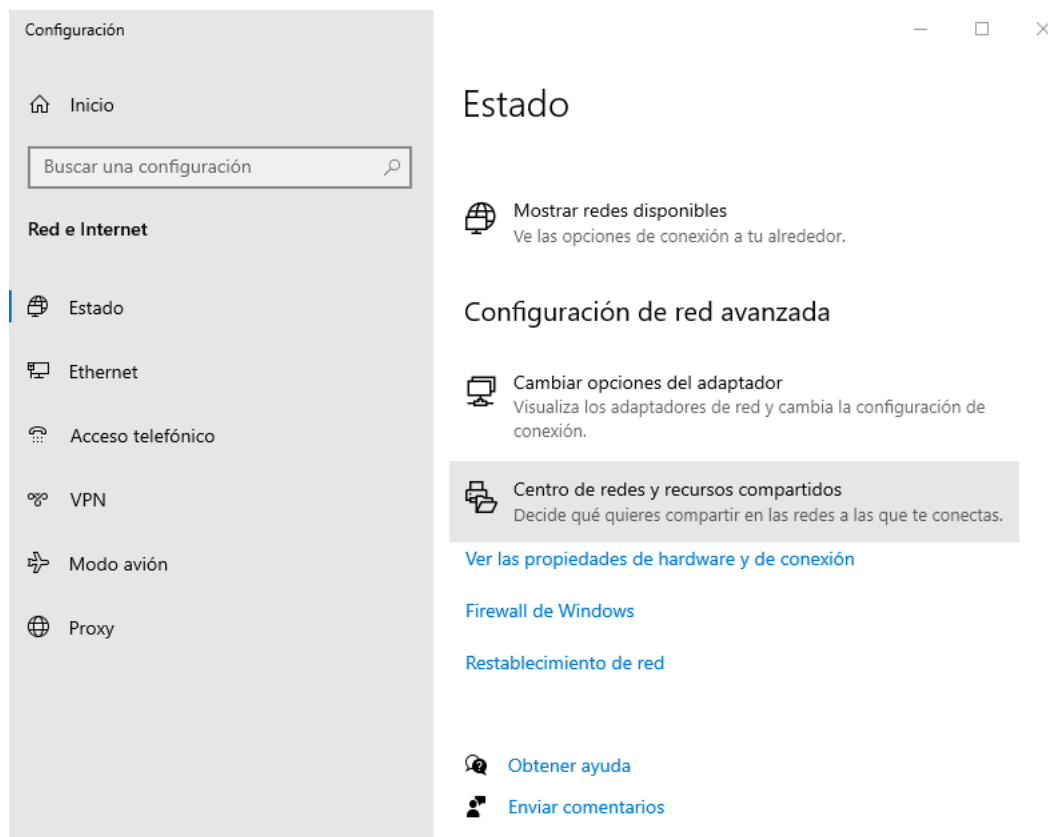 Configuración
Inicio
Buscar una configuración
Red e Internet
Estado
Ethernet
Acceso telefónico
VPN
Modo avión
Proxy
Estado
Mostrar redes disponibles
Ve las opciones de conexión a tu alrededor.
Configuración de red avanzada
Cambiar opciones del adaptador
Visualiza los adaptadores de red y cambia la configuración de
conexión.
Centro de redes y recursos compartidos
Decide qué quieres compartir en las redes a las que te conectas.
Ver las propiedades de hardware y de conexión
Firewall de Windows
Restablecimiento de red
Obtener ayuda
Enviar comentarios